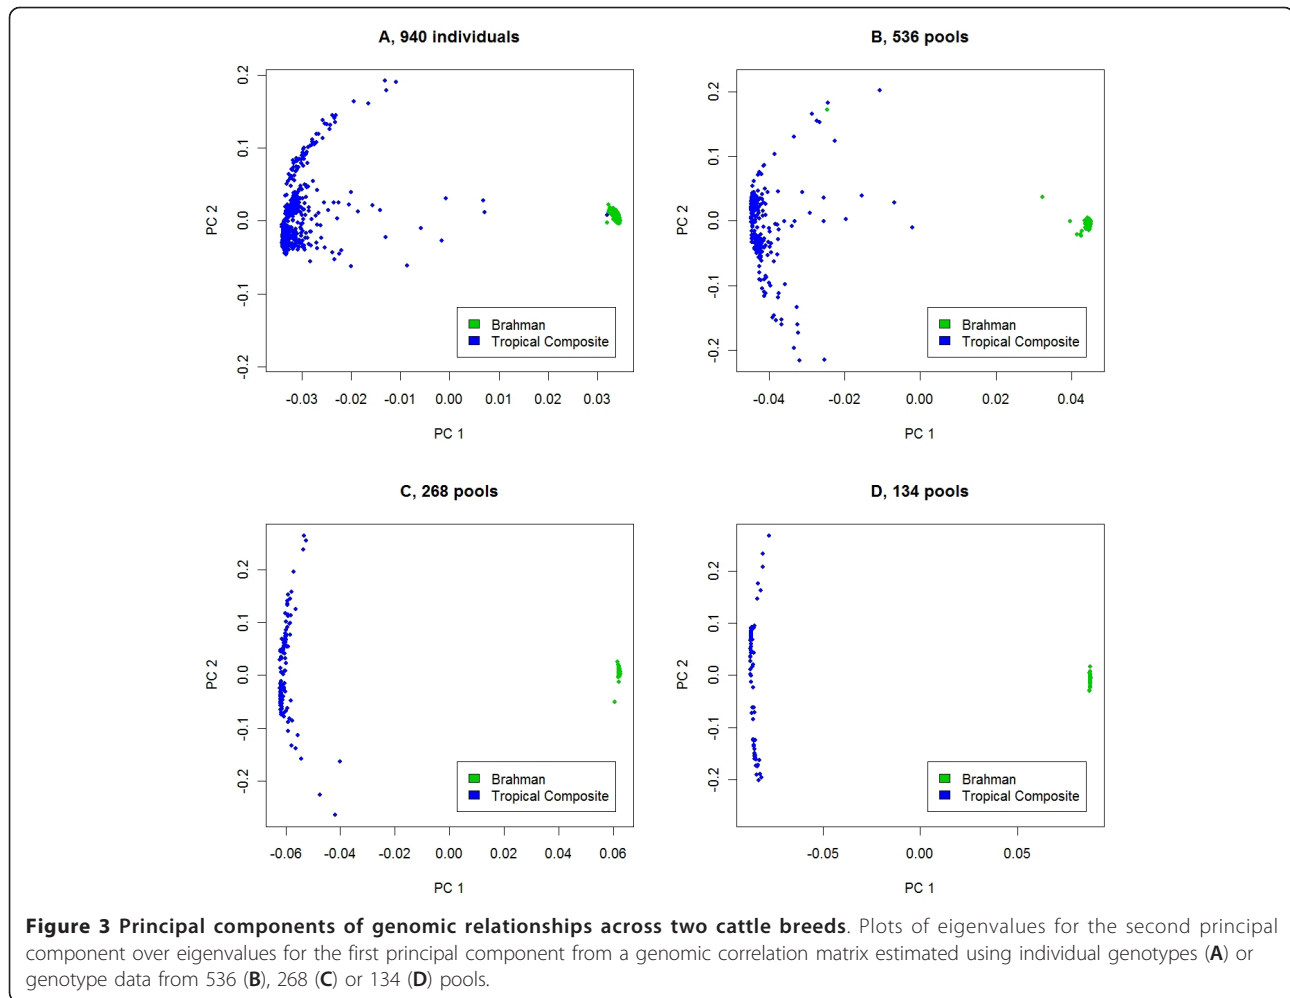 A, 940 individuals
0.2
0.1
0.0
-0.1
-0.2
PC 2
Brahman
Tropical Composite
-0.03 -0.02 -0.01 0.00 0.01 0.02 0.03
PC 1
B, 536 pools
0.2
0.1
0.0
-0.1
-0.2
PC 2
Brahman
Tropical Composite
-0.04 -0.02 0.00 0.02 0.04
PC 1
C, 268 pools
0.2
0.1
0.0
-0.1
-0.2
PC 2
Brahman
Tropical Composite
-0.06 -0.04 -0.02 0.00 0.02 0.04 0.06
PC 1
D, 134 pools
0.2
0.1
0.0
-0.1
-0.2
PC 2
Brahman
Tropical Composite
-0.05 0.00 0.05
PC 1
Figure 3 Principal components of genomic relationships across two cattle breeds. Plots of eigenvalues for the second principal
component over eigenvalues for the first principal component from a genomic correlation matrix estimated using individual genotypes (A) or
genotype data from 536 (B), 268 (C) or 134 (D) pools.